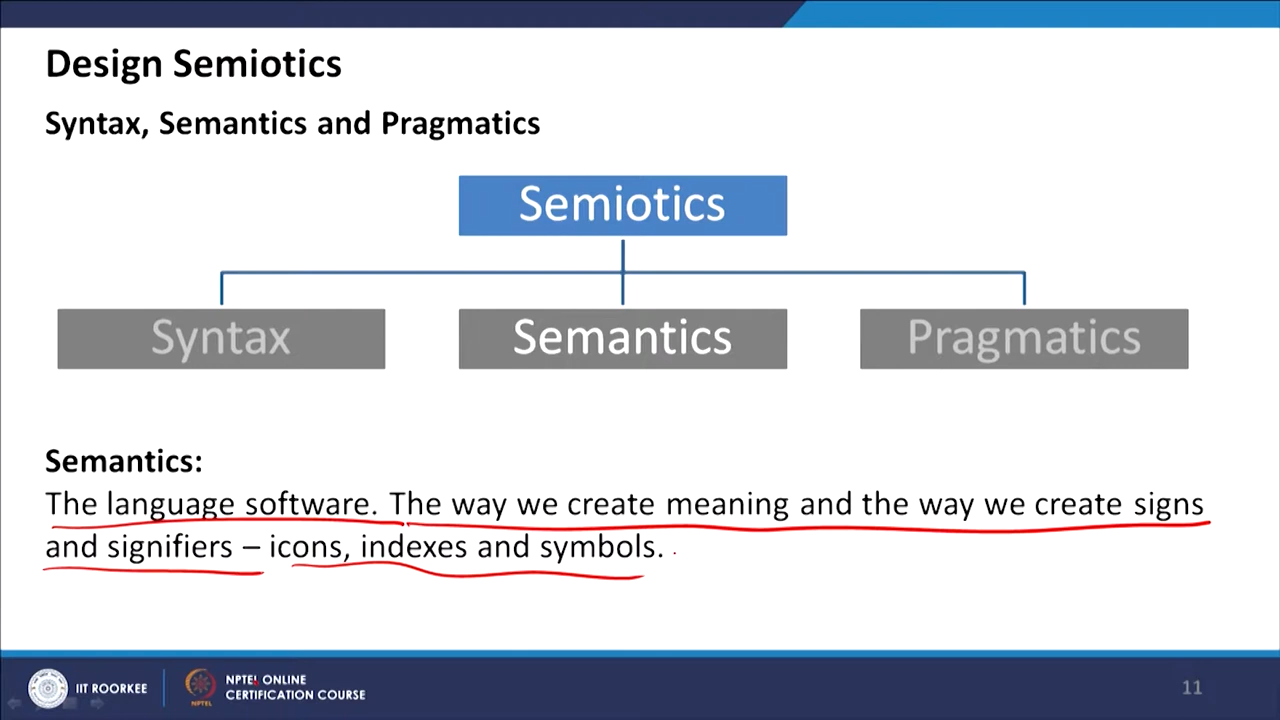 Design Semiotics
Syntax, Semantics and Pragmatics
Semiotics
Syntax
Semantics
Pragmatics
Semantics:
The language software. The way we create meaning and the way we create signs
and signifiers – icons, indexes and symbols.
IIT ROORKEE
NPTEL ONLINE
CERTIFICATION COURSE
NPTEL
11